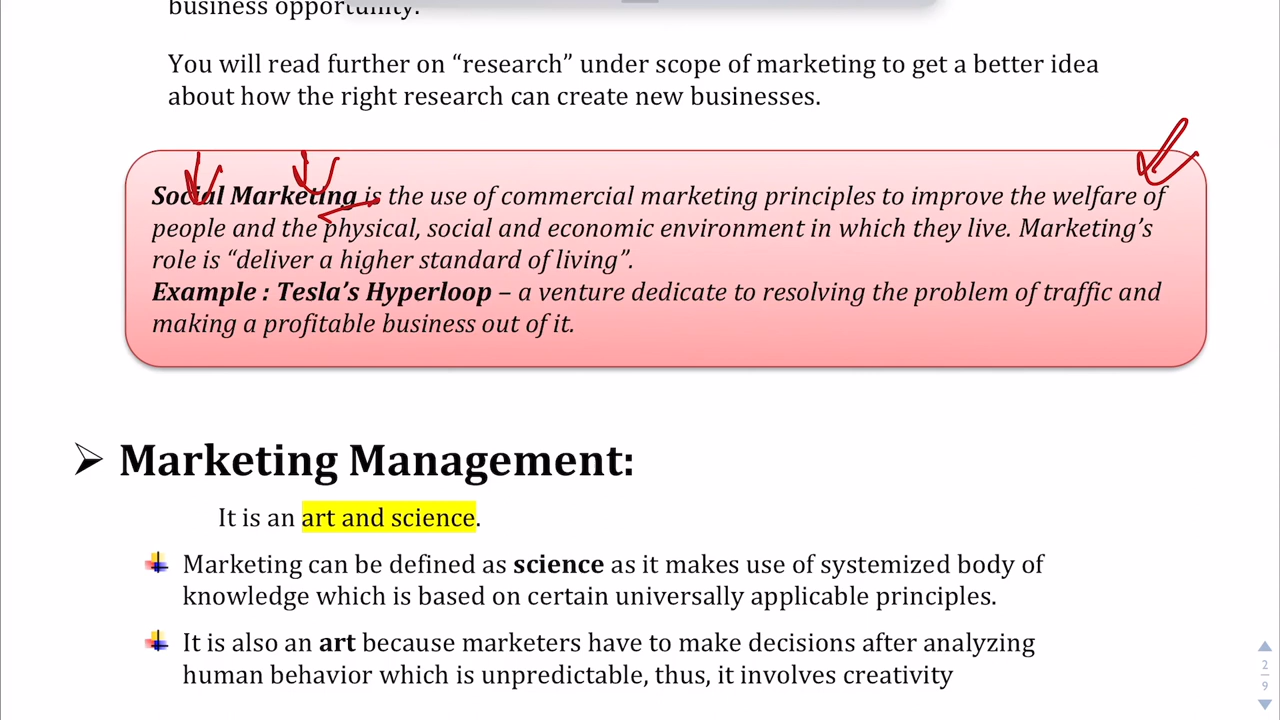 business opportunity.
You will read further on “research” under scope of marketing to get a better idea
about how the right research can create new businesses.
Social Marketing is the use of commercial marketing principles to improve the welfare of
people and the physical, social and economic environment in which they live. Marketing’s
role is “deliver a higher standard of living”.
Example : Tesla’s Hyperloop – a venture dedicate to resolving the problem of traffic and
making a profitable business out of it.
Marketing Management:
It is an art and science.
Marketing can be defined as science as it makes use of systemized body of
knowledge which is based on certain universally applicable principles.
It is also an art because marketers have to make decisions after analyzing
human behavior which is unpredictable, thus, it involves creativity
2
9